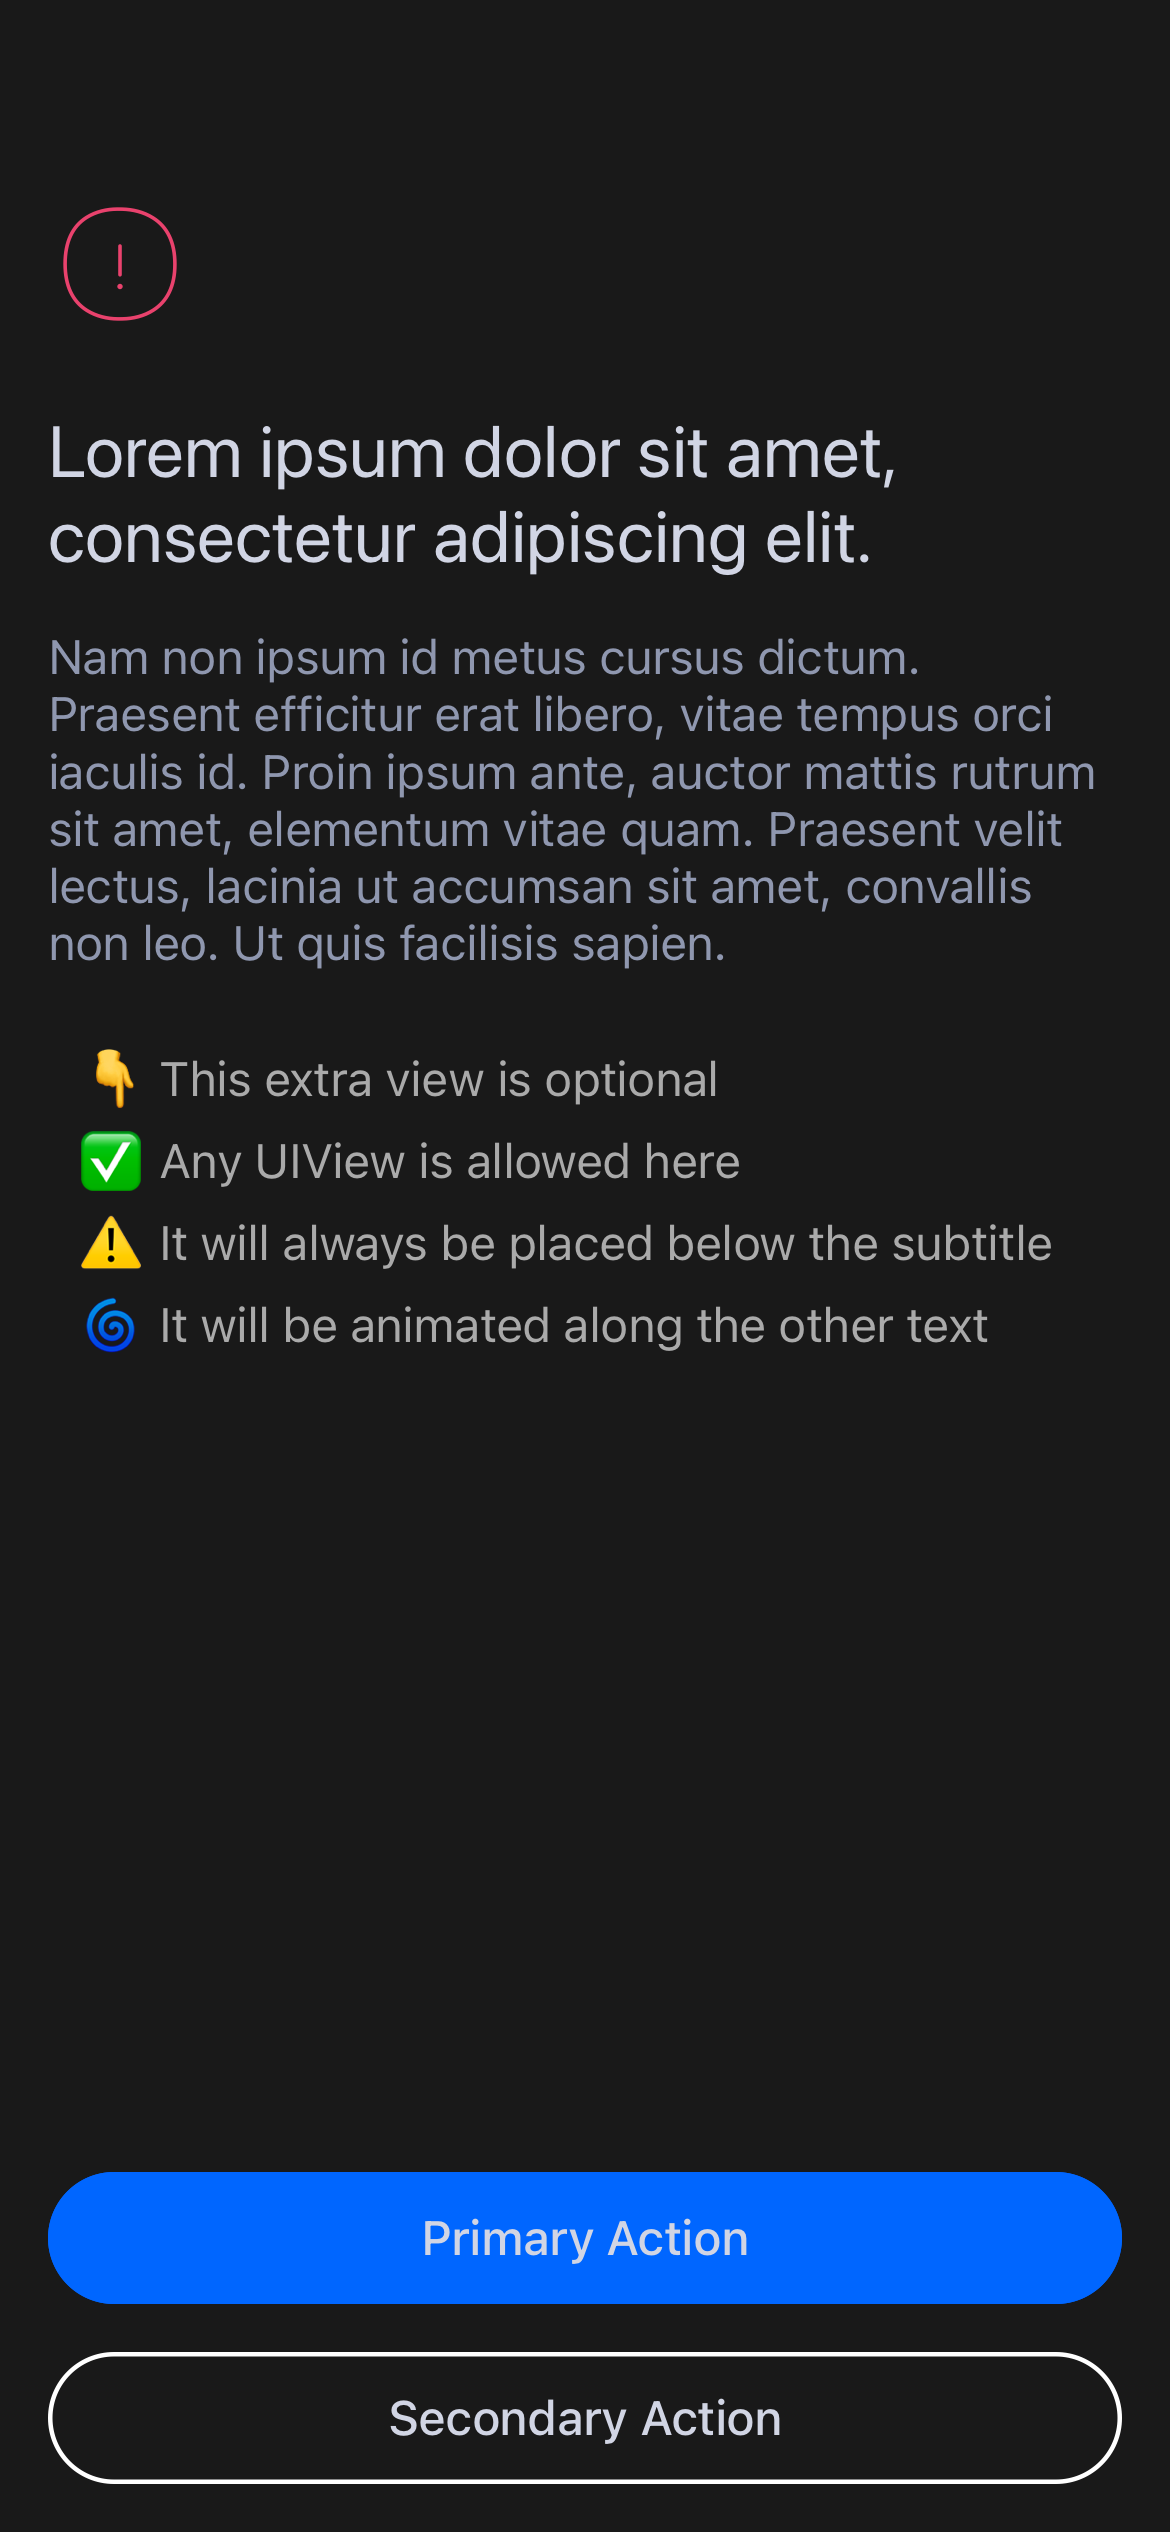 Lorem ipsum dolor sit amet,
consectetur adipiscing elit.
Nam non ipsum id metus cursus dictum.
Praesent efficitur erat libero, vitae tempus orci
iaculis id. Proin ipsum ante, auctor mattis rutrum
sit amet, elementum vitae quam. Praesent velit
lectus, lacinia ut accumsan sit amet, convallis
non leo. Ut quis facilisis sapien.
👇 This extra view is optional
✅ Any UIView is allowed here
⚠️ It will always be placed below the subtitle
🌀 It will be animated along the other text
Primary Action
Secondary Action